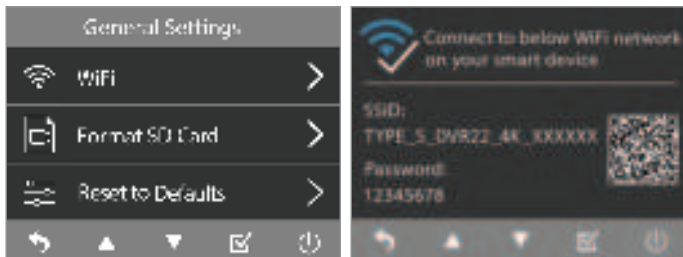 General Settings
WiFi
Format SD Card
Reset to Defaults
Connect to below WiFi network
on your smart device
SSID:
TYPE_S_DVR22_4K_XXXXXX
Password:
12345678